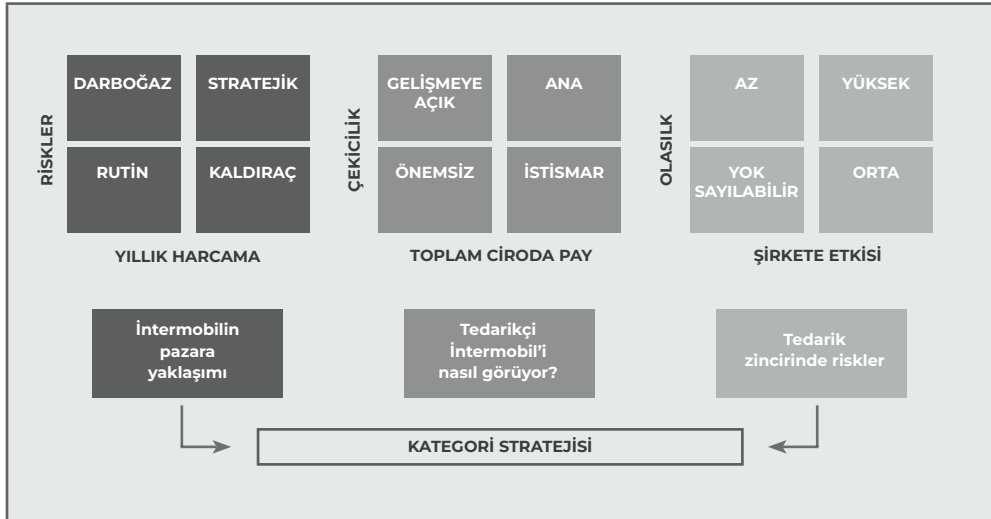 RİSKLER
DARBOĞAZ
STRATEJİK
RUTİN
KALDIRAÇ
YILLIK HARCAMA
ÇEKİCİLİK
GELİŞMEYE
AÇIK
ANA
ÖNEMSİZ
İSTİSMAR
TOPLAM CİRODA PAY
OLASILK
AZ
YÜKSEK
YOK
SAYILABİLİR
ORTA
ŞİRKETE ETKİSİ
İntermobilin
pazara
yaklaşımı
Tedarikçi
İntermobil’i
nasıl görüyor?
Tedarik
zincirinde riskler
KATEGORİ STRATEJİSİ